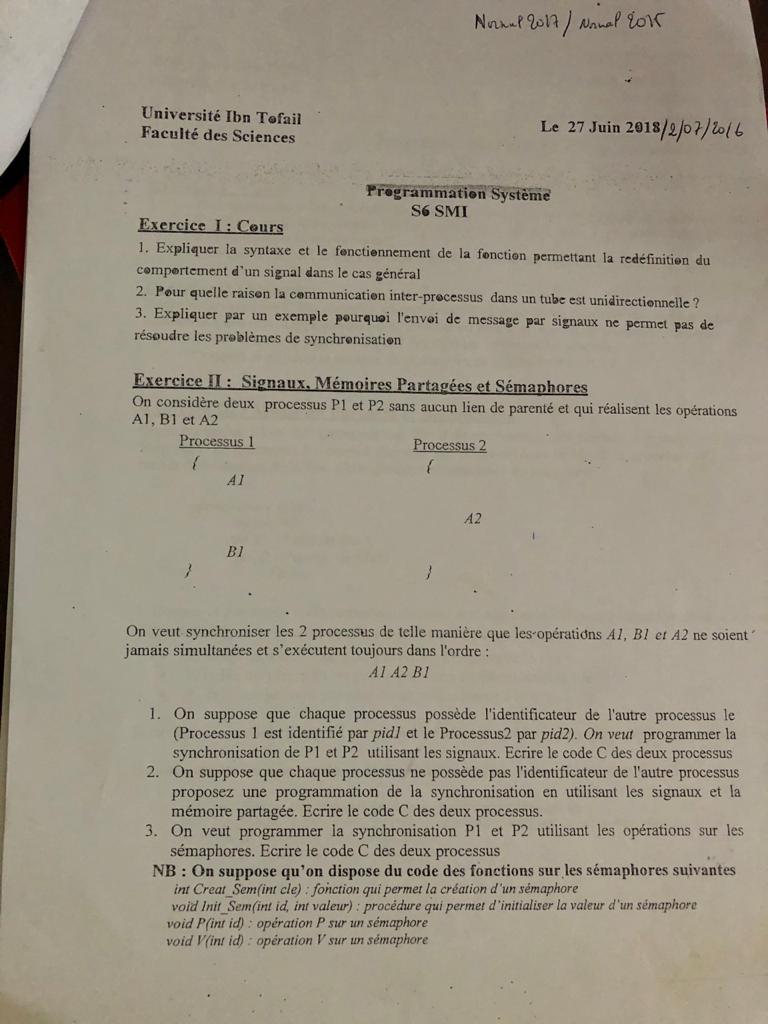 Normal 2017 / Normal 2015
Université Ibn Tofail
Faculté des Sciences
Le 27 Juin 2018/2/07/2016
Programmation Système
S6 SMI
Exercice I : Cours
1. Expliquer la syntaxe et le fonctionnement de la fonction permettant la redéfinition du
comportement d'un signal dans le cas général
2. Pour quelle raison la communication inter-processus dans un tube est unidirectionnelle ?
3. Expliquer par un exemple pourquoi l'envoi de message par signaux ne permet pas de
résoudre les problèmes de synchronisation
Exercice II : Signaux, Mémoires Partagées et Sémaphores
On considère deux processus P1 et P2 sans aucun lien de parenté et qui réalisent les opérations
A1, B1 et A2
Processus 1 Processus 2
{ {
A1
A2
B1
} }
On veut synchroniser les 2 processus de telle manière que les opérations A1, B1 et A2 ne soient
jamais simultanées et s'exécutent toujours dans l'ordre :
A1 A2 B1
1. On suppose que chaque processus possède l'identificateur de l'autre processus le
(Processus 1 est identifié par pid1 et le Processus2 par pid2). On veut programmer la
synchronisation de P1 et P2 utilisant les signaux. Ecrire le code C des deux processus
2. On suppose que chaque processus ne possède pas l'identificateur de l'autre processus
proposez une programmation de la synchronisation en utilisant les signaux et la
mémoire partagée. Ecrire le code C des deux processus.
3. On veut programmer la synchronisation P1 et P2 utilisant les opérations sur les
sémaphores. Ecrire le code C des deux processus
NB : On suppose qu'on dispose du code des fonctions sur les sémaphores suivantes
int Creat_Sem(int cle) : fonction qui permet la création d'un sémaphore
void Init_Sem(int id, int valeur) : procédure qui permet d'initialiser la valeur d'un sémaphore
void P(int id) : opération P sur un sémaphore
void V(int id) : opération V sur un sémaphore